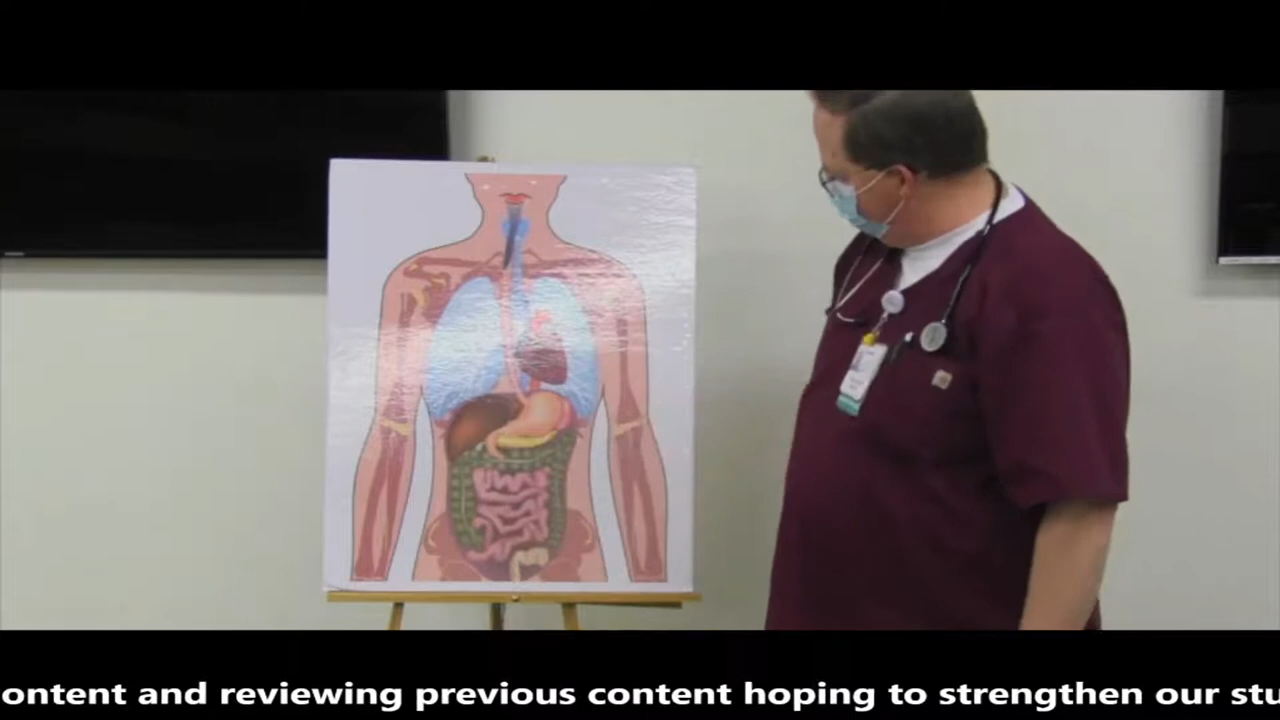 ontent and reviewing previous content hoping to strengthen our stu